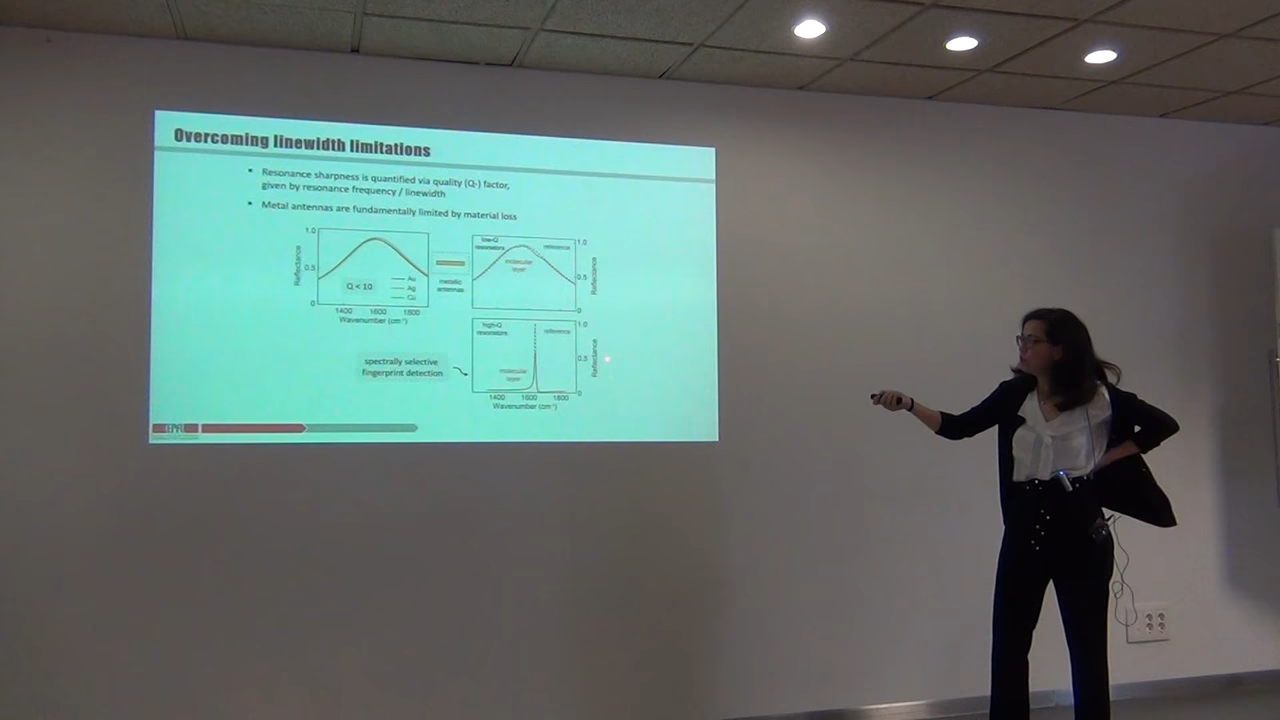 Overcoming linewidth limitations
▪ Resonance sharpness is quantified via quality (Q-) factor,
given by resonance frequency / linewidth
▪ Metal antennas are fundamentally limited by material loss
1.0
0.5
0
Reflectance
Q < 10
Au
Ag
Cu
1400 1600 1800
Wavenumber (cm⁻¹)
metallic
antennas
low-Q
resonators
reference
molecular
layer
1.0
0.5
0
Reflectance
high-Q
resonators
reference
molecular
layer
1.0
0.5
0
Reflectance
1400 1600 1800
Wavenumber (cm⁻¹)
spectrally selective
fingerprint detection
EPFL